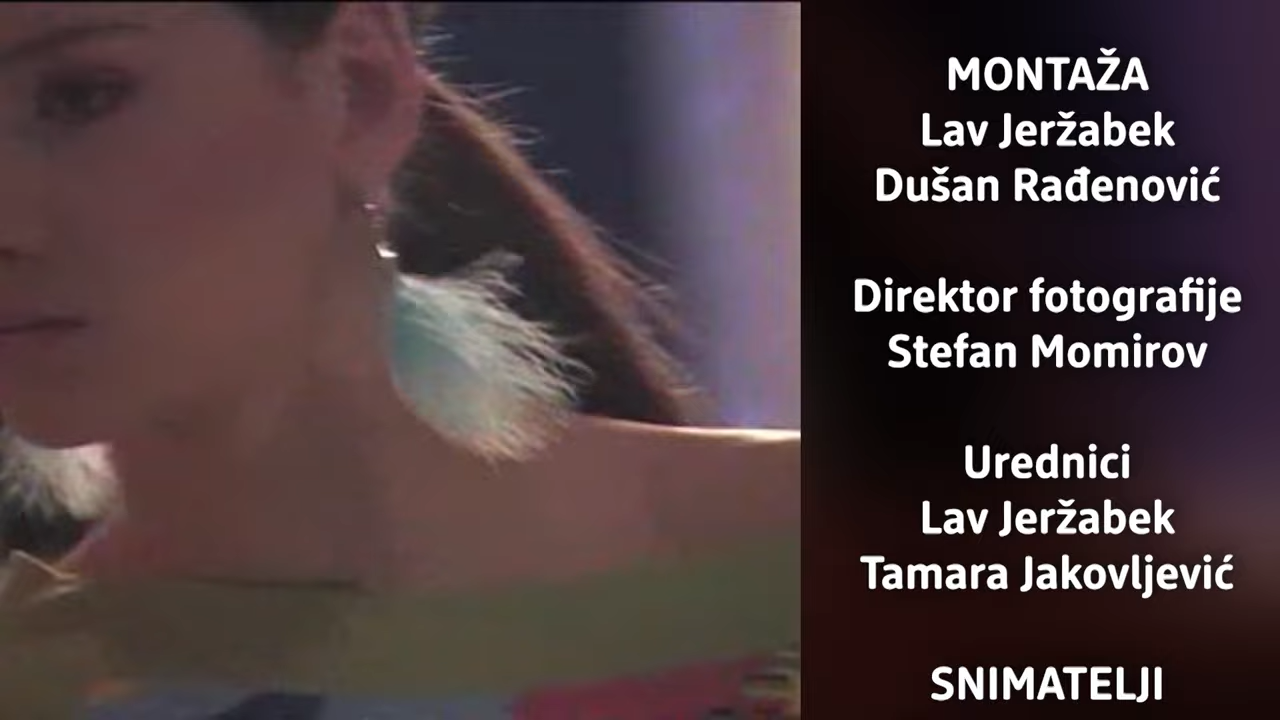 MONTAŽA
Lav Jeržabek
Dušan Rađenović
Direktor fotografije
Stefan Momirov
Urednici
Lav Jeržabek
Tamara Jakovljević
SNIMATELJI